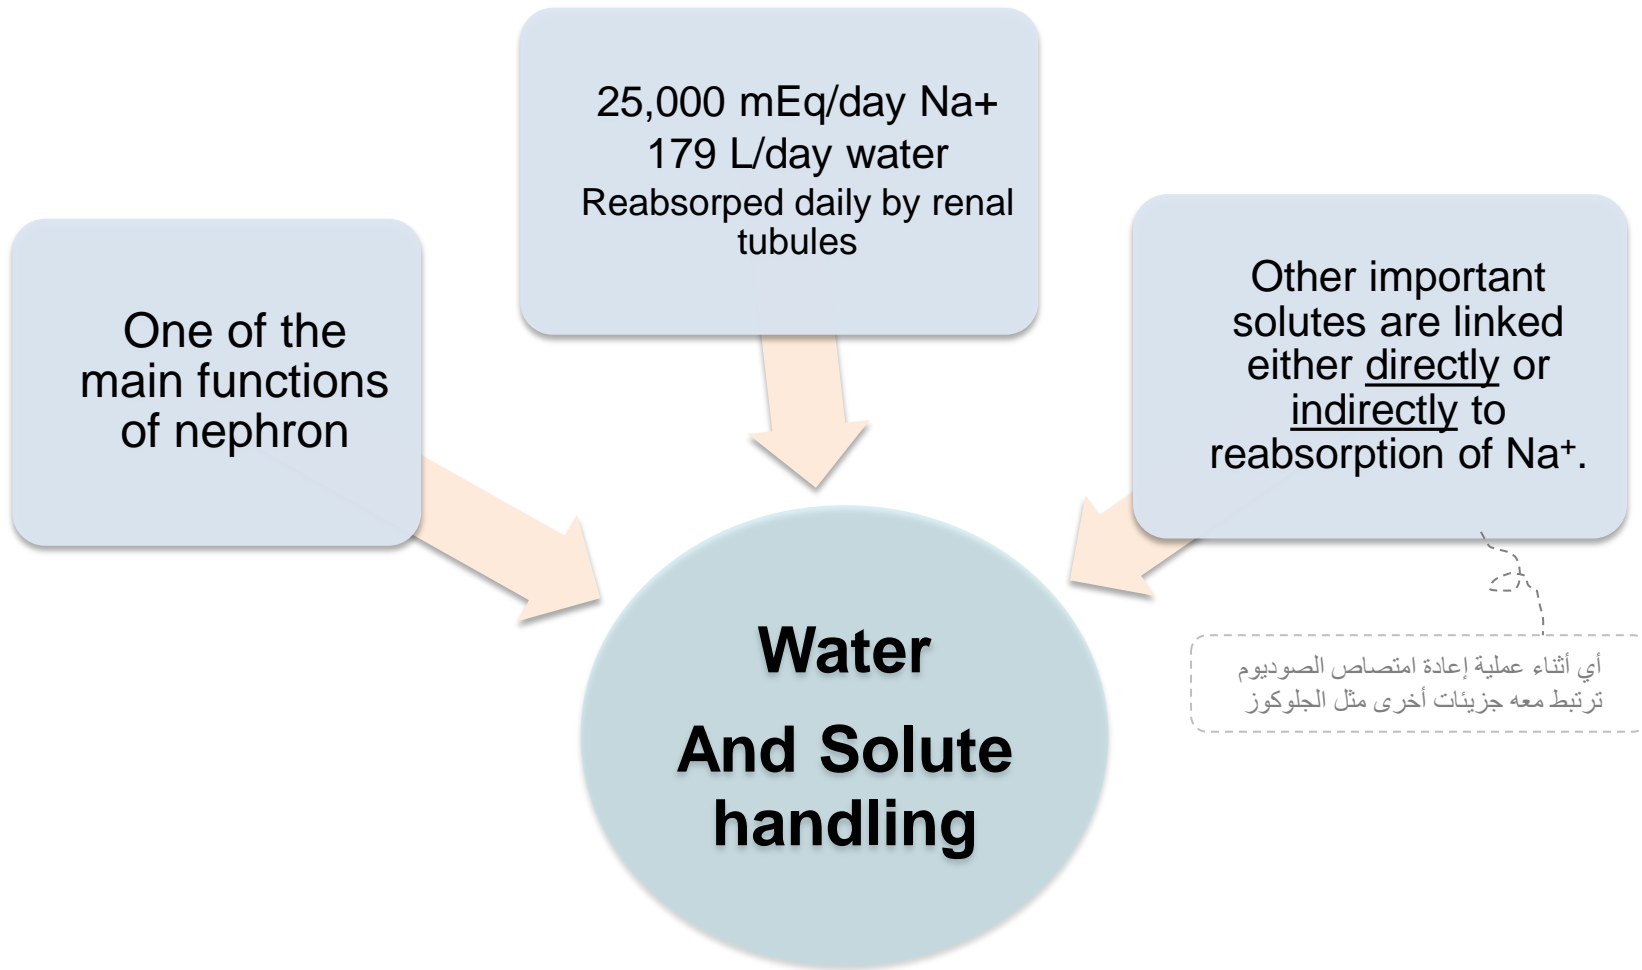 One of the
main functions
of nephron
25,000 mEq/day Na+
179 L/day water
Reabsorped daily by renal
tubules
Other important
solutes are linked
either directly or
indirectly to
reabsorption of Na⁺.
أي أثناء عملية إعادة امتصاص الصوديوم
ترتبط معه جزيئات أخرى مثل الجلوكوز
Water
And Solute
handling